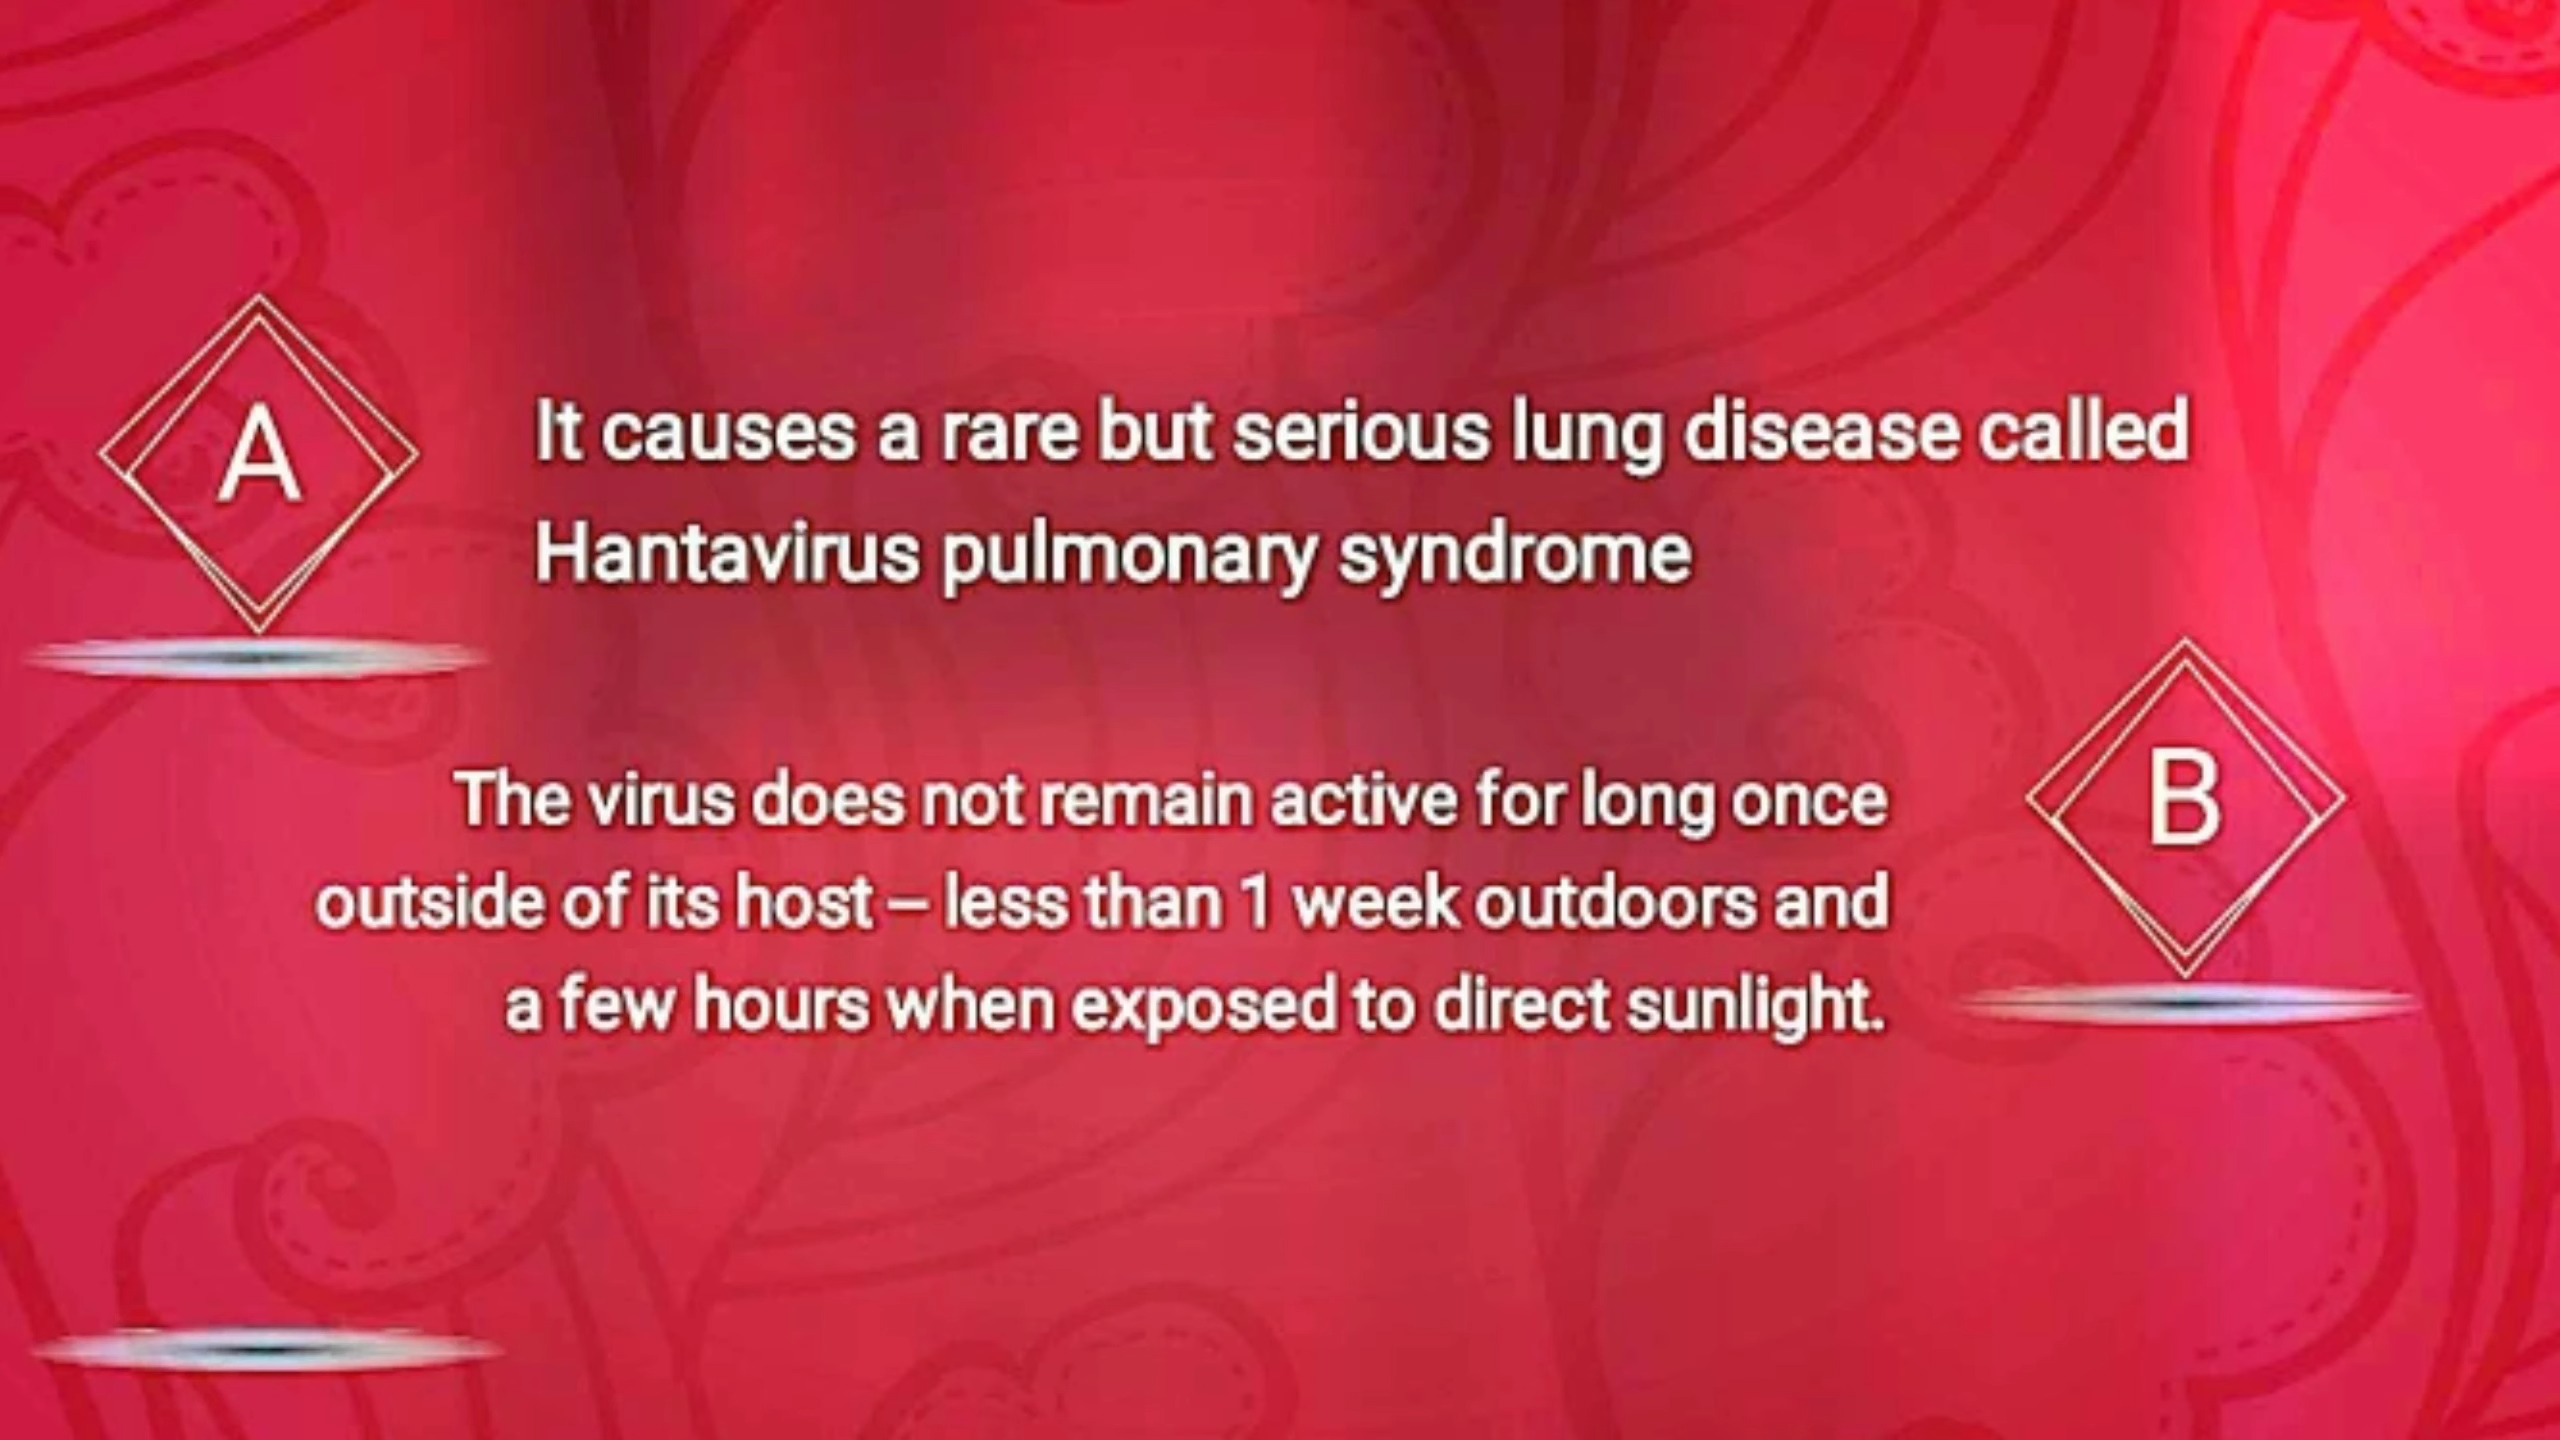 A
It causes a rare but serious lung disease called
Hantavirus pulmonary syndrome
B
The virus does not remain active for long once
outside of its host – less than 1 week outdoors and
a few hours when exposed to direct sunlight.